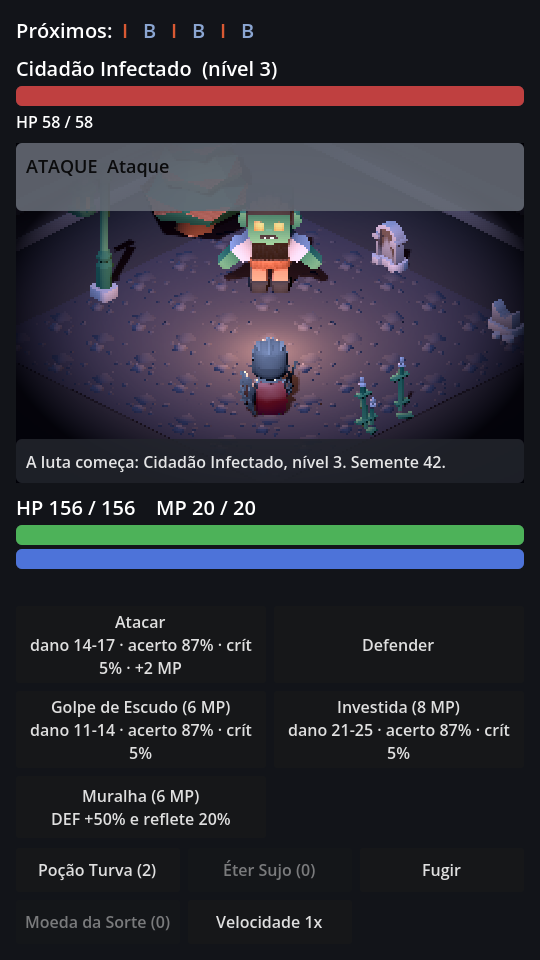 Próximos: I B I B I B
Cidadão Infectado (nível 3)
HP 58 / 58
ATAQUE Ataque
A luta começa: Cidadão Infectado, nível 3. Semente 42.
HP 156 / 156 MP 20 / 20
Atacar
dano 14-17 · acerto 87% · crít
5% · +2 MP
Defender
Golpe de Escudo (6 MP)
dano 11-14 · acerto 87% · crít
5%
Investida (8 MP)
dano 21-25 · acerto 87% · crít
5%
Muralha (6 MP)
DEF +50% e reflete 20%
Poção Turva (2)
Éter Sujo (0)
Fugir
Moeda da Sorte (0)
Velocidade 1x